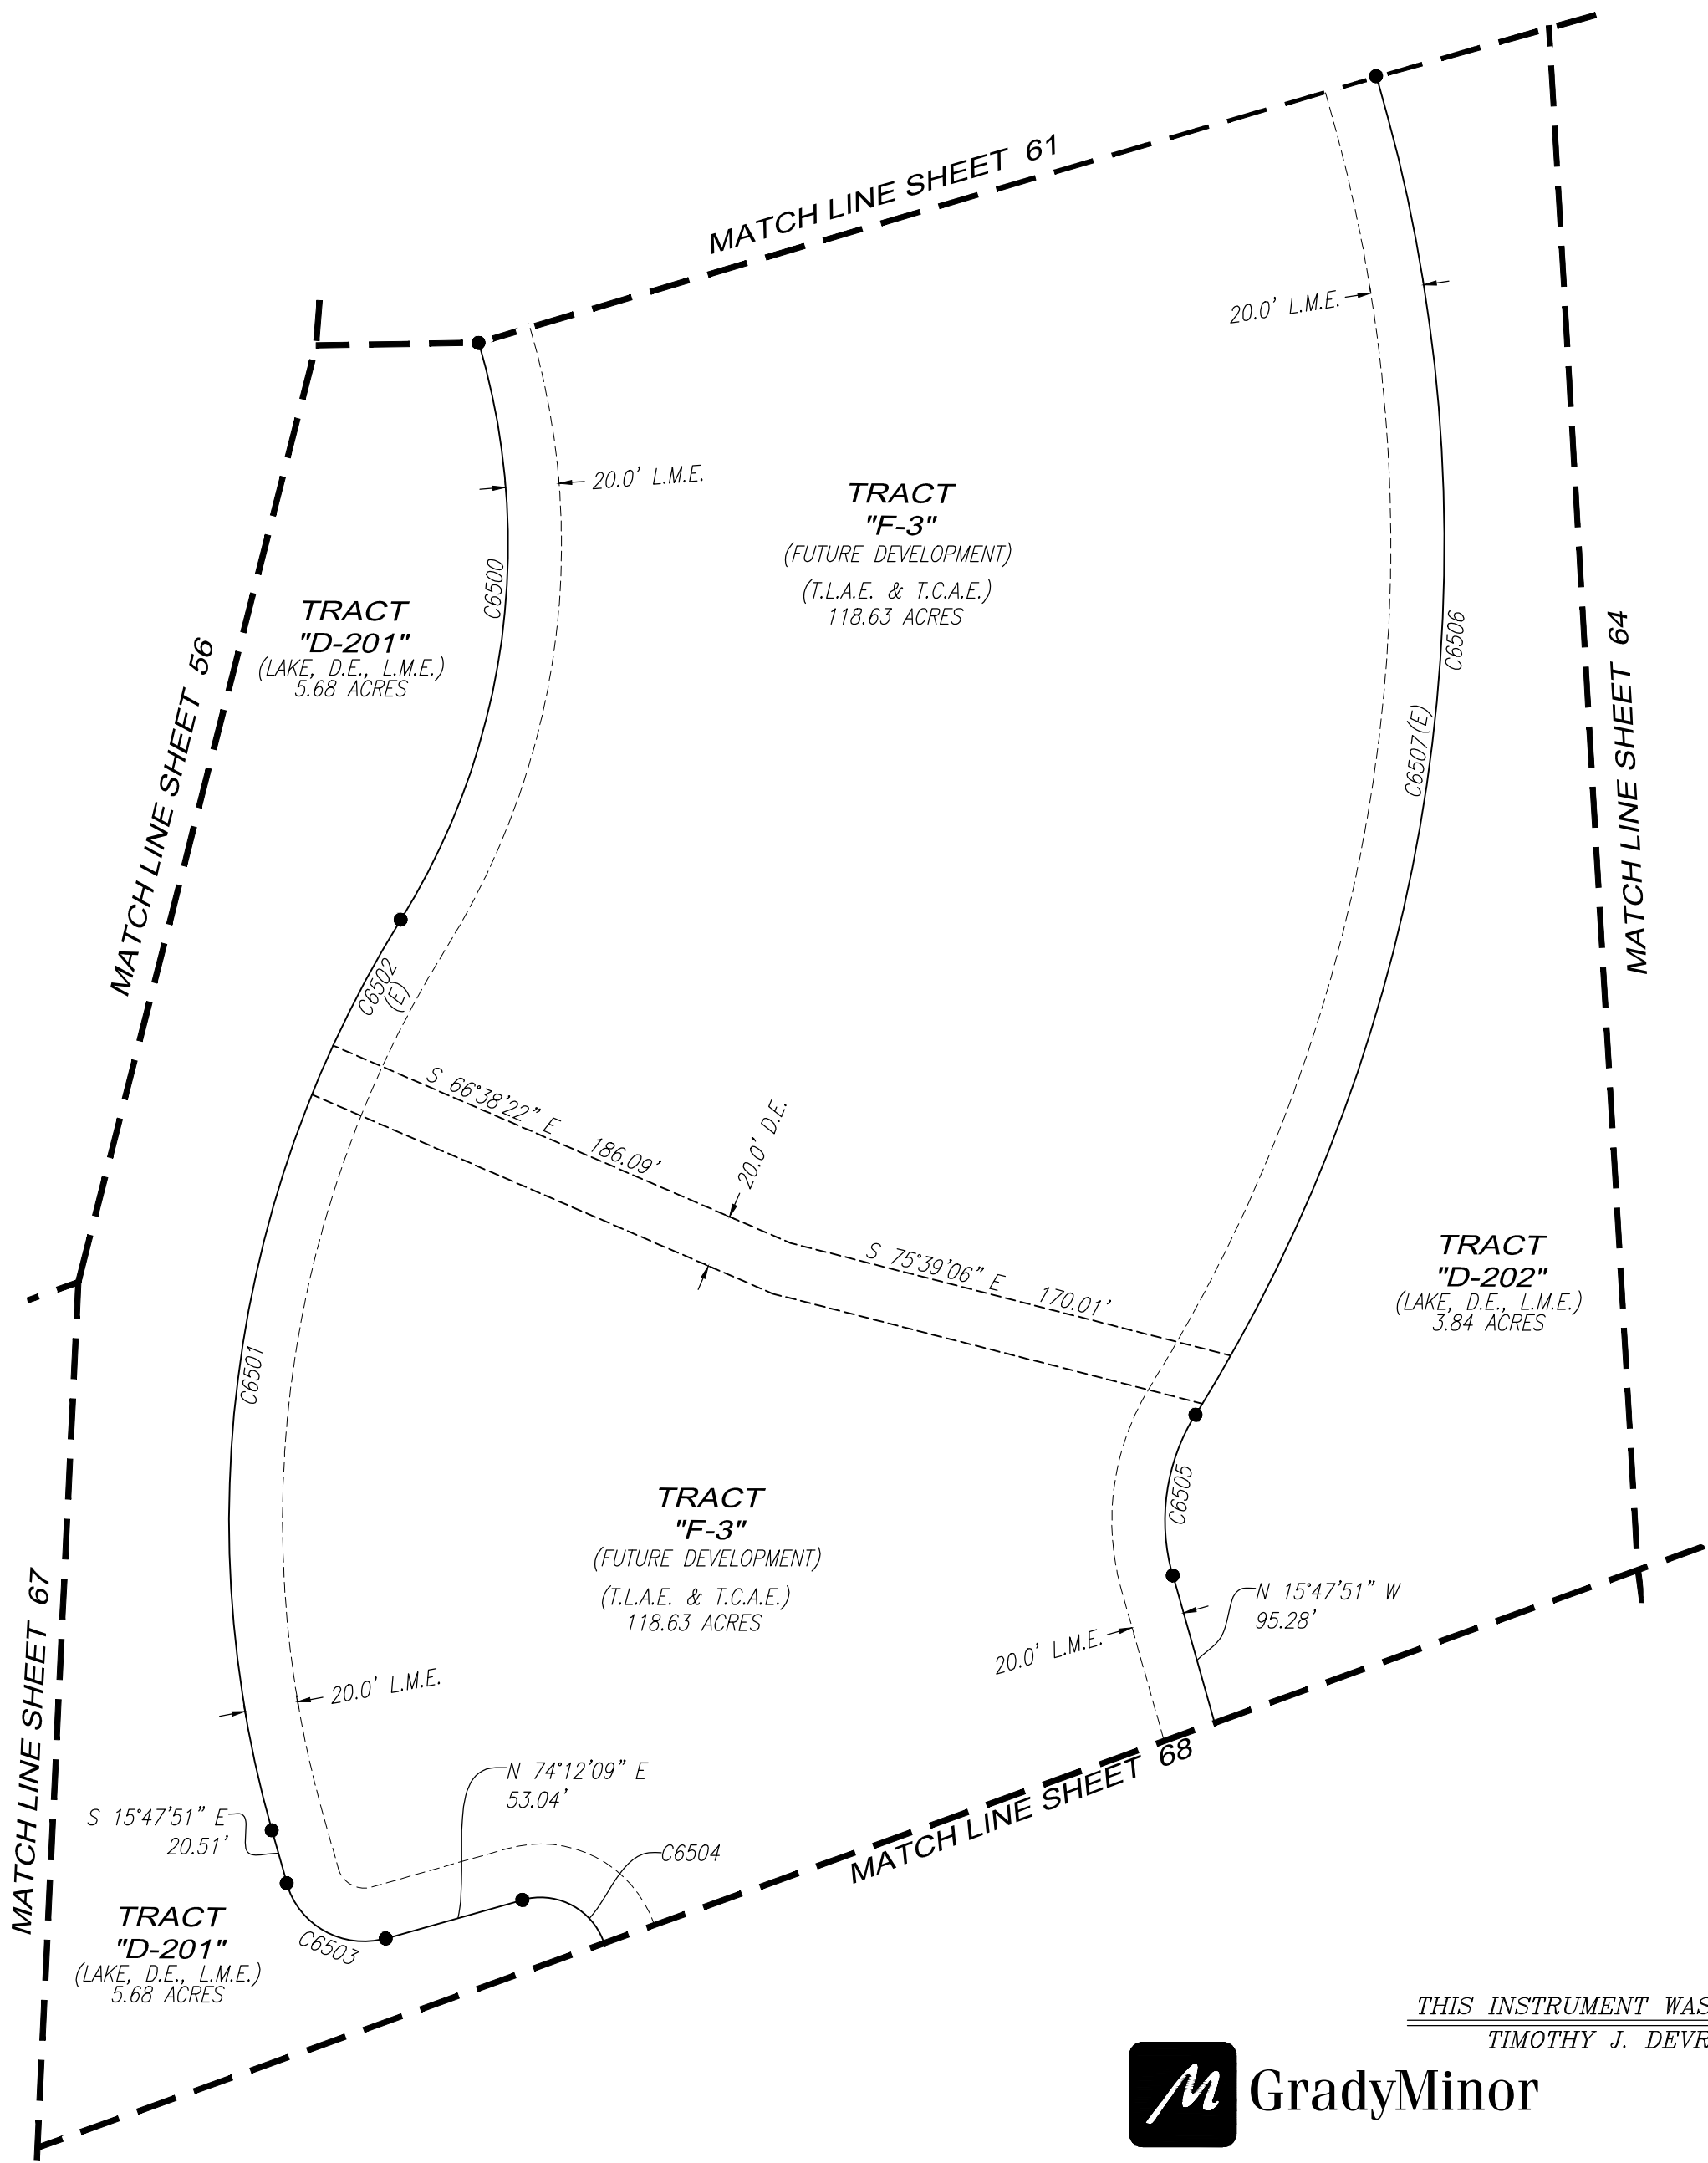 MATCH LINE SHEET 61
20.0' L.M.E.
20.0' L.M.E.
TRACT
"F-3"
(FUTURE DEVELOPMENT)
(T.L.A.E. & T.C.A.E.)
118.63 ACRES
C6500
TRACT
"D-201"
(LAKE, D.E., L.M.E.)
5.68 ACRES
C6506
MATCH LINE SHEET 64
MATCH LINE SHEET 56
C6507(E)
C6502
(E)
S 66°38'22" E 186.09'
20.0' D.E.
S 75°39'06" E 170.01'
TRACT
"D-202"
(LAKE, D.E., L.M.E.)
3.84 ACRES
C6501
C6505
TRACT
"F-3"
(FUTURE DEVELOPMENT)
(T.L.A.E. & T.C.A.E.)
118.63 ACRES
N 15°47'51" W
95.28'
20.0' L.M.E.
20.0' L.M.E.
MATCH LINE SHEET 67
N 74°12'09" E
53.04'
MATCH LINE SHEET 68
S 15°47'51" E
20.51'
C6504
TRACT
"D-201"
(LAKE, D.E., L.M.E.)
5.68 ACRES
C6503
THIS INSTRUMENT WAS
TIMOTHY J. DEVR
GradyMinor